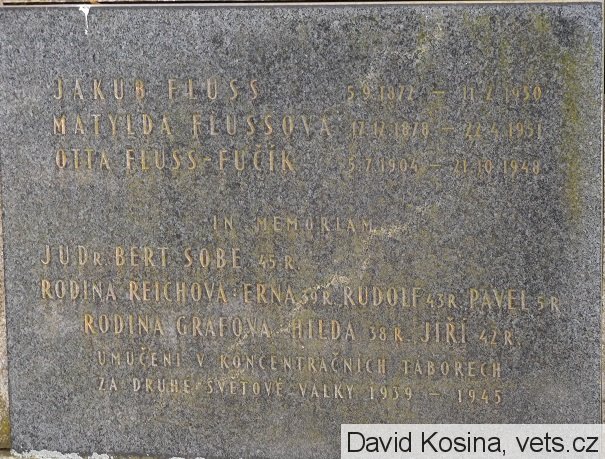 JAKUB FLUSS 5.9.1872 – 11.2.1930
MATYLDA FLUSSOVÁ 17.12.1878 – 22.4.1951
OTTA FLUSS-FUČÍK 5.7.1904 – 21.10.1948
IN MEMORIAM
JUDR. BERT SOBE 45 R.
RODINA REICHOVA: ERNA 39 R. RUDOLF 43 R. PAVEL 5 R.
RODINA GRAFOVA: HILDA 38 R. JIŘÍ 42 R.
UMUČENI V KONCENTRAČNÍCH TÁBORECH
ZA DRUHÉ SVĚTOVÉ VÁLKY 1939 – 1945
David Kosina, vets.cz